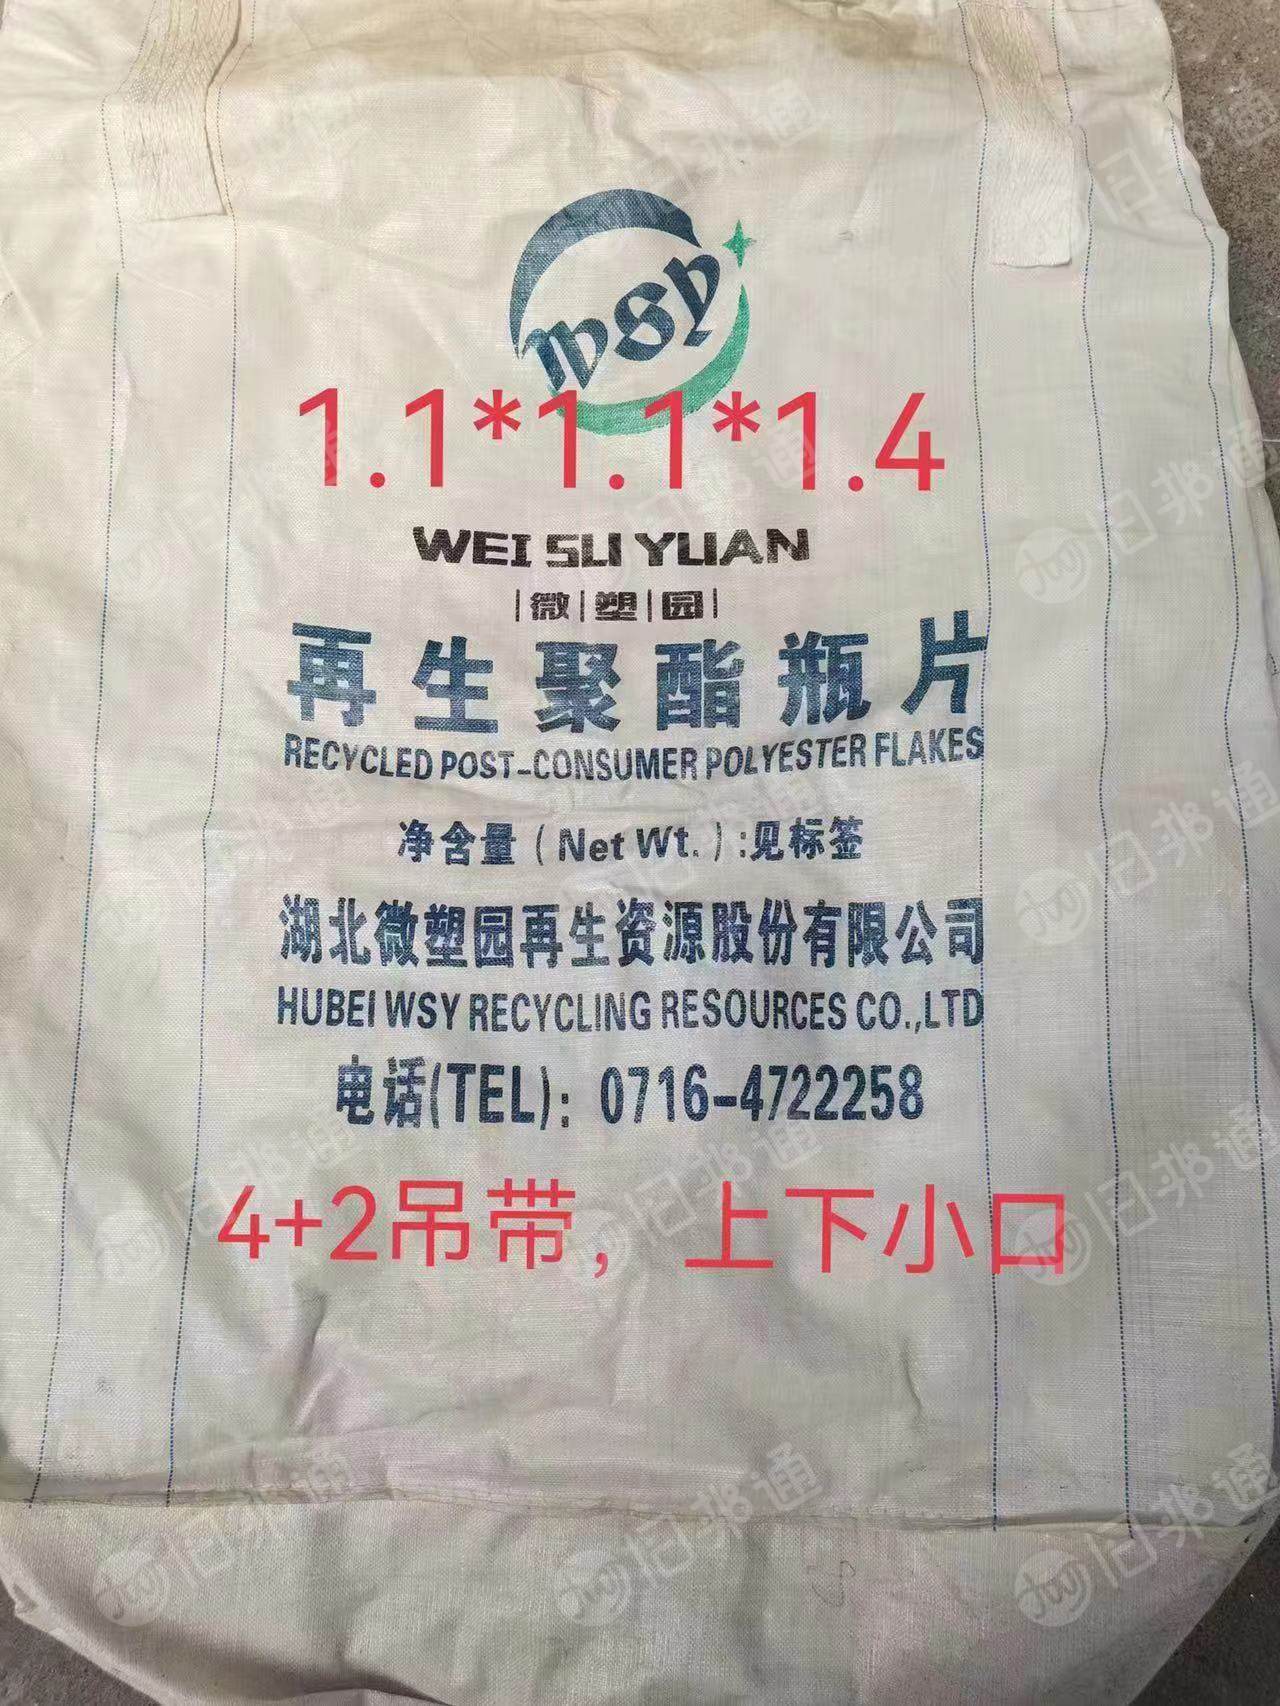 WSY
1.1*1.1*1.4
WEI SU YUAN
微 塑 园
再生聚酯瓶片
RECYCLED POST-CONSUMER POLYESTER FLAKES
净含量（Net Wt.）:见标签
湖北微塑园再生资源股份有限公司
HUBEI WSY RECYCLING RESOURCES CO.,LTD
电话(TEL)：0716-4722258
4+2吊带，上下小口
旧邦通